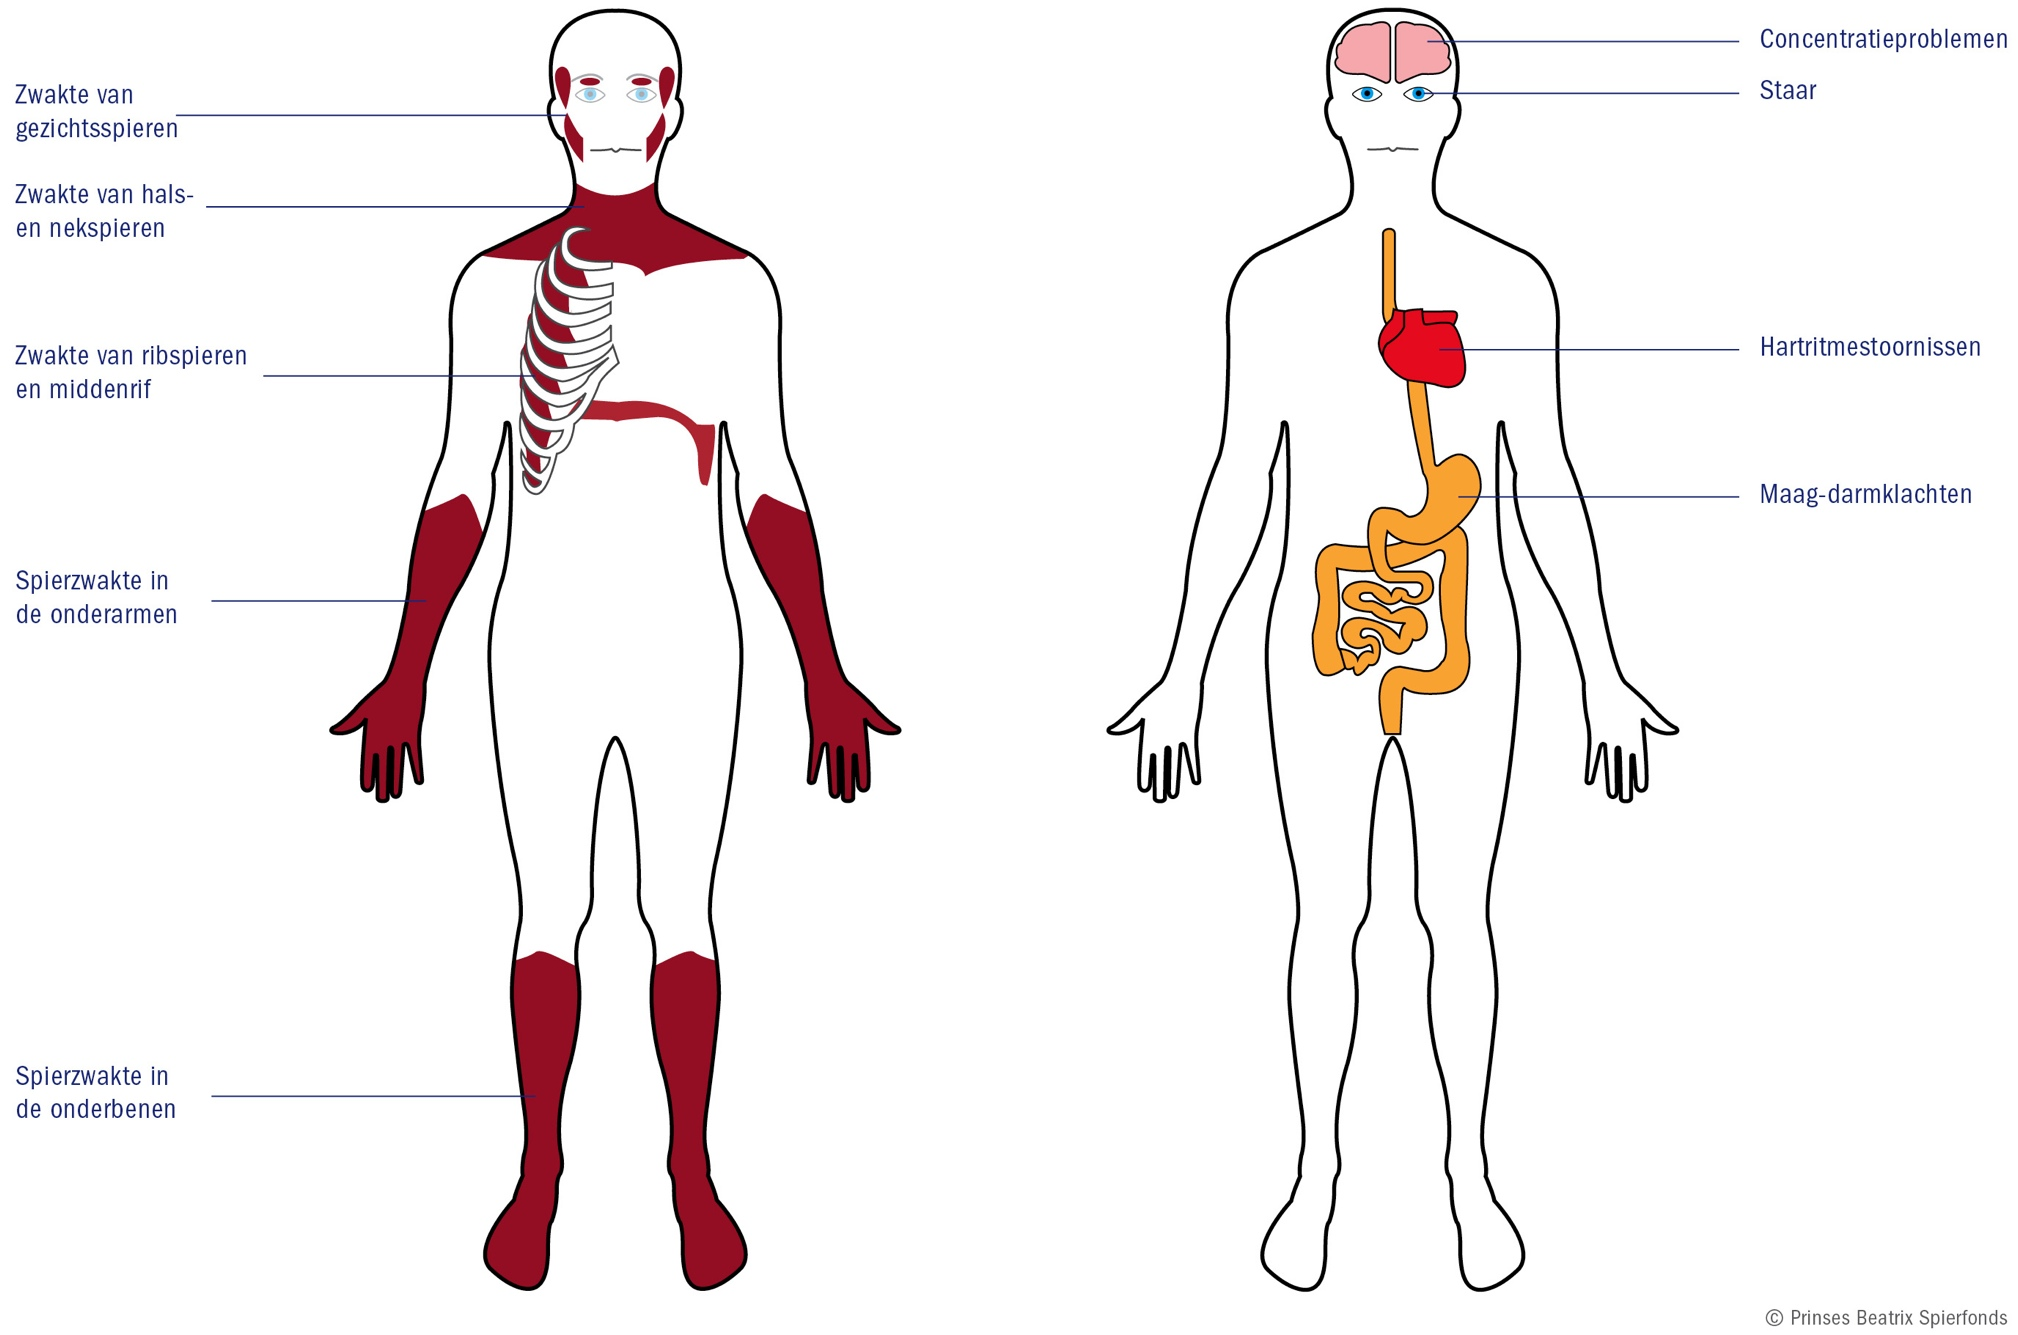 Zwakte van
gezichtsspieren
Zwakte van hals-
en nekspieren
Zwakte van ribspieren
en middenrif
Spierzwakte in
de onderarmen
Spierzwakte in
de onderbenen
Concentratieproblemen
Staar
Hartritmestoornissen
Maag-darmklachten
© Prinses Beatrix Spierfonds